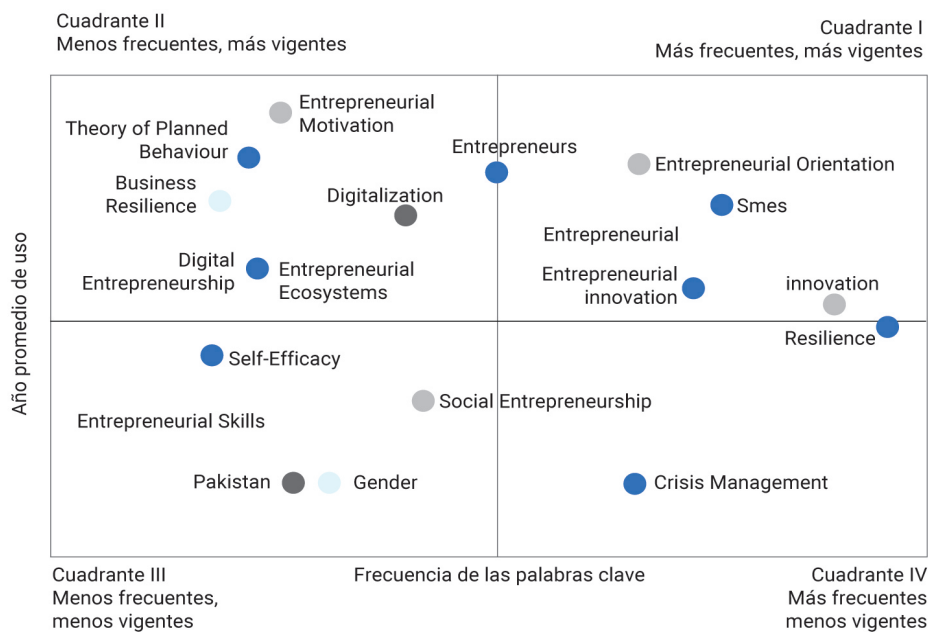 Cuadrante II
Menos frecuentes, más vigentes
Cuadrante I
Más frecuentes, más vigentes
Entrepreneurial
Motivation
Theory of Planned
Behaviour
Entrepreneurs
Entrepreneurial Orientation
Business
Resilience
Digitalization
Smes
Entrepreneurial
Digital
Entrepreneurship
Entrepreneurial
Ecosystems
Entrepreneurial
innovation
innovation
Resilience
Año promedio de uso
Self-Efficacy
Social Entrepreneurship
Entrepreneurial Skills
Pakistan
Gender
Crisis Management
Cuadrante III
Menos frecuentes,
menos vigentes
Frecuencia de las palabras clave
Cuadrante IV
Más frecuentes
menos vigentes